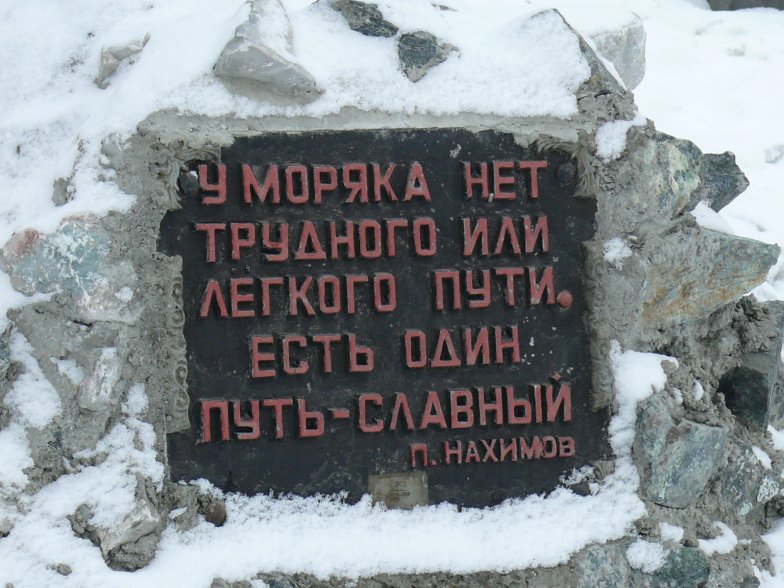 У МОРЯКА НЕТ
ТРУДНОГО ИЛИ
ЛЕГКОГО ПУТИ.
ЕСТЬ ОДИН
ПУТЬ-СЛАВНЫЙ
П. НАХИМОВ